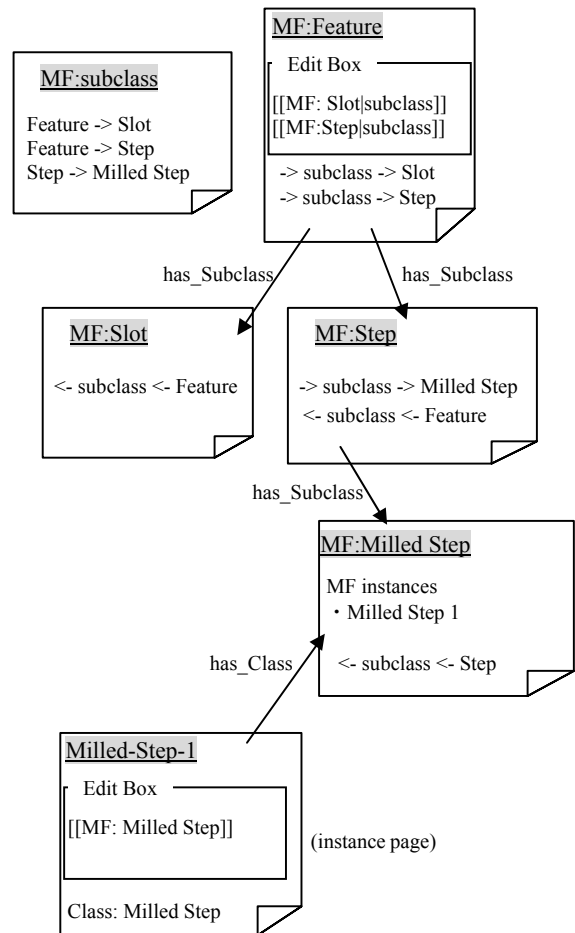 MF:subclass
Feature -> Slot
Feature -> Step
Step -> Milled Step
MF:Feature
Edit Box
[[MF: Slot|subclass]]
[[MF:Step|subclass]]
-> subclass -> Slot
-> subclass -> Step
has_Subclass
has_Subclass
MF:Slot
<- subclass <- Feature
MF:Step
-> subclass -> Milled Step
<- subclass <- Feature
has_Subclass
MF:Milled Step
MF instances
・Milled Step 1
<- subclass <- Step
has_Class
Milled-Step-1
Edit Box
[[MF: Milled Step]]
Class: Milled Step
(instance page)